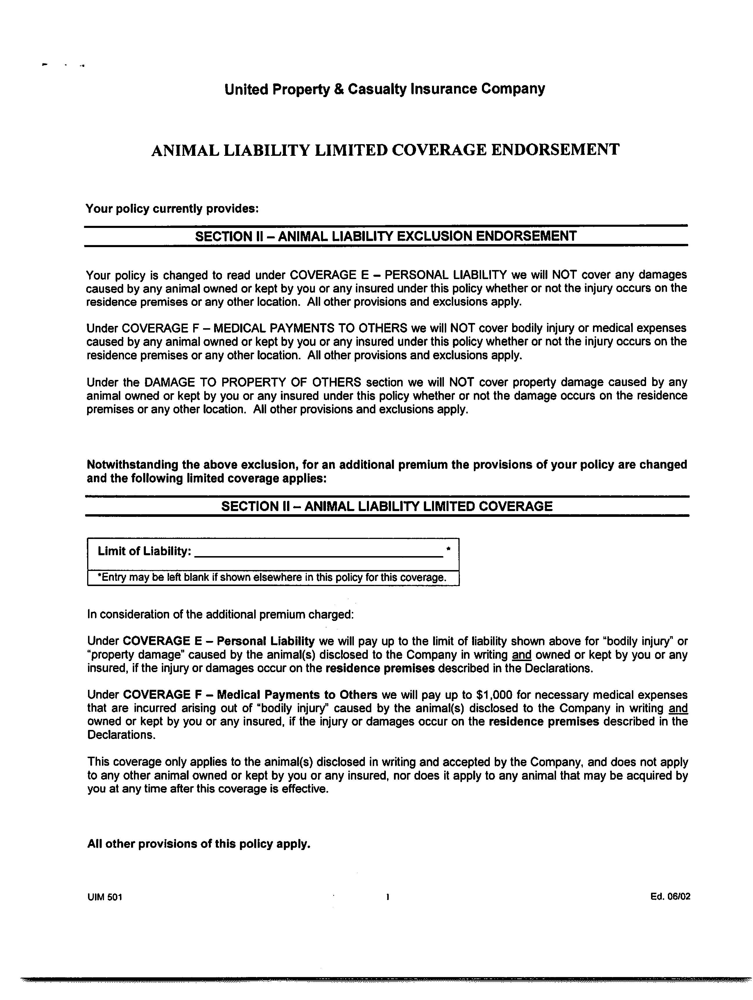 United Property & Casualty Insurance Company
ANIMAL LIABILITY LIMITED COVERAGE ENDORSEMENT
Your policy currently provides:
SECTION II – ANIMAL LIABILITY EXCLUSION ENDORSEMENT
Your policy is changed to read under COVERAGE E – PERSONAL LIABILITY we will NOT cover any damages
caused by any animal owned or kept by you or any insured under this policy whether or not the injury occurs on the
residence premises or any other location. All other provisions and exclusions apply.
Under COVERAGE F – MEDICAL PAYMENTS TO OTHERS we will NOT cover bodily injury or medical expenses
caused by any animal owned or kept by you or any insured under this policy whether or not the injury occurs on the
residence premises or any other location. All other provisions and exclusions apply.
Under the DAMAGE TO PROPERTY OF OTHERS section we will NOT cover property damage caused by any
animal owned or kept by you or any insured under this policy whether or not the damage occurs on the residence
premises or any other location. All other provisions and exclusions apply.
Notwithstanding the above exclusion, for an additional premium the provisions of your policy are changed
and the following limited coverage applies:
SECTION II – ANIMAL LIABILITY LIMITED COVERAGE
Limit of Liability: ______________________________ *
*Entry may be left blank if shown elsewhere in this policy for this coverage.
In consideration of the additional premium charged:
Under COVERAGE E – Personal Liability we will pay up to the limit of liability shown above for "bodily injury" or
"property damage" caused by the animal(s) disclosed to the Company in writing and owned or kept by you or any
insured, if the injury or damages occur on the residence premises described in the Declarations.
Under COVERAGE F – Medical Payments to Others we will pay up to $1,000 for necessary medical expenses
that are incurred arising out of "bodily injury" caused by the animal(s) disclosed to the Company in writing and
owned or kept by you or any insured, if the injury or damages occur on the residence premises described in the
Declarations.
This coverage only applies to the animal(s) disclosed in writing and accepted by the Company, and does not apply
to any other animal owned or kept by you or any insured, nor does it apply to any animal that may be acquired by
you at any time after this coverage is effective.
All other provisions of this policy apply.
UIM 501 1 Ed. 06/02